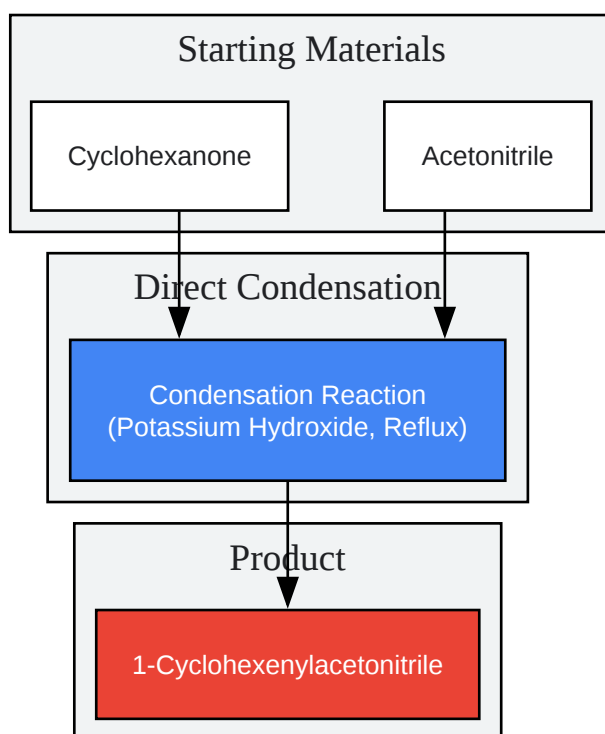 Starting Materials
Cyclohexanone
Acetonitrile
Direct Condensation
Condensation Reaction
(Potassium Hydroxide, Reflux)
Product
1-Cyclohexenylacetonitrile